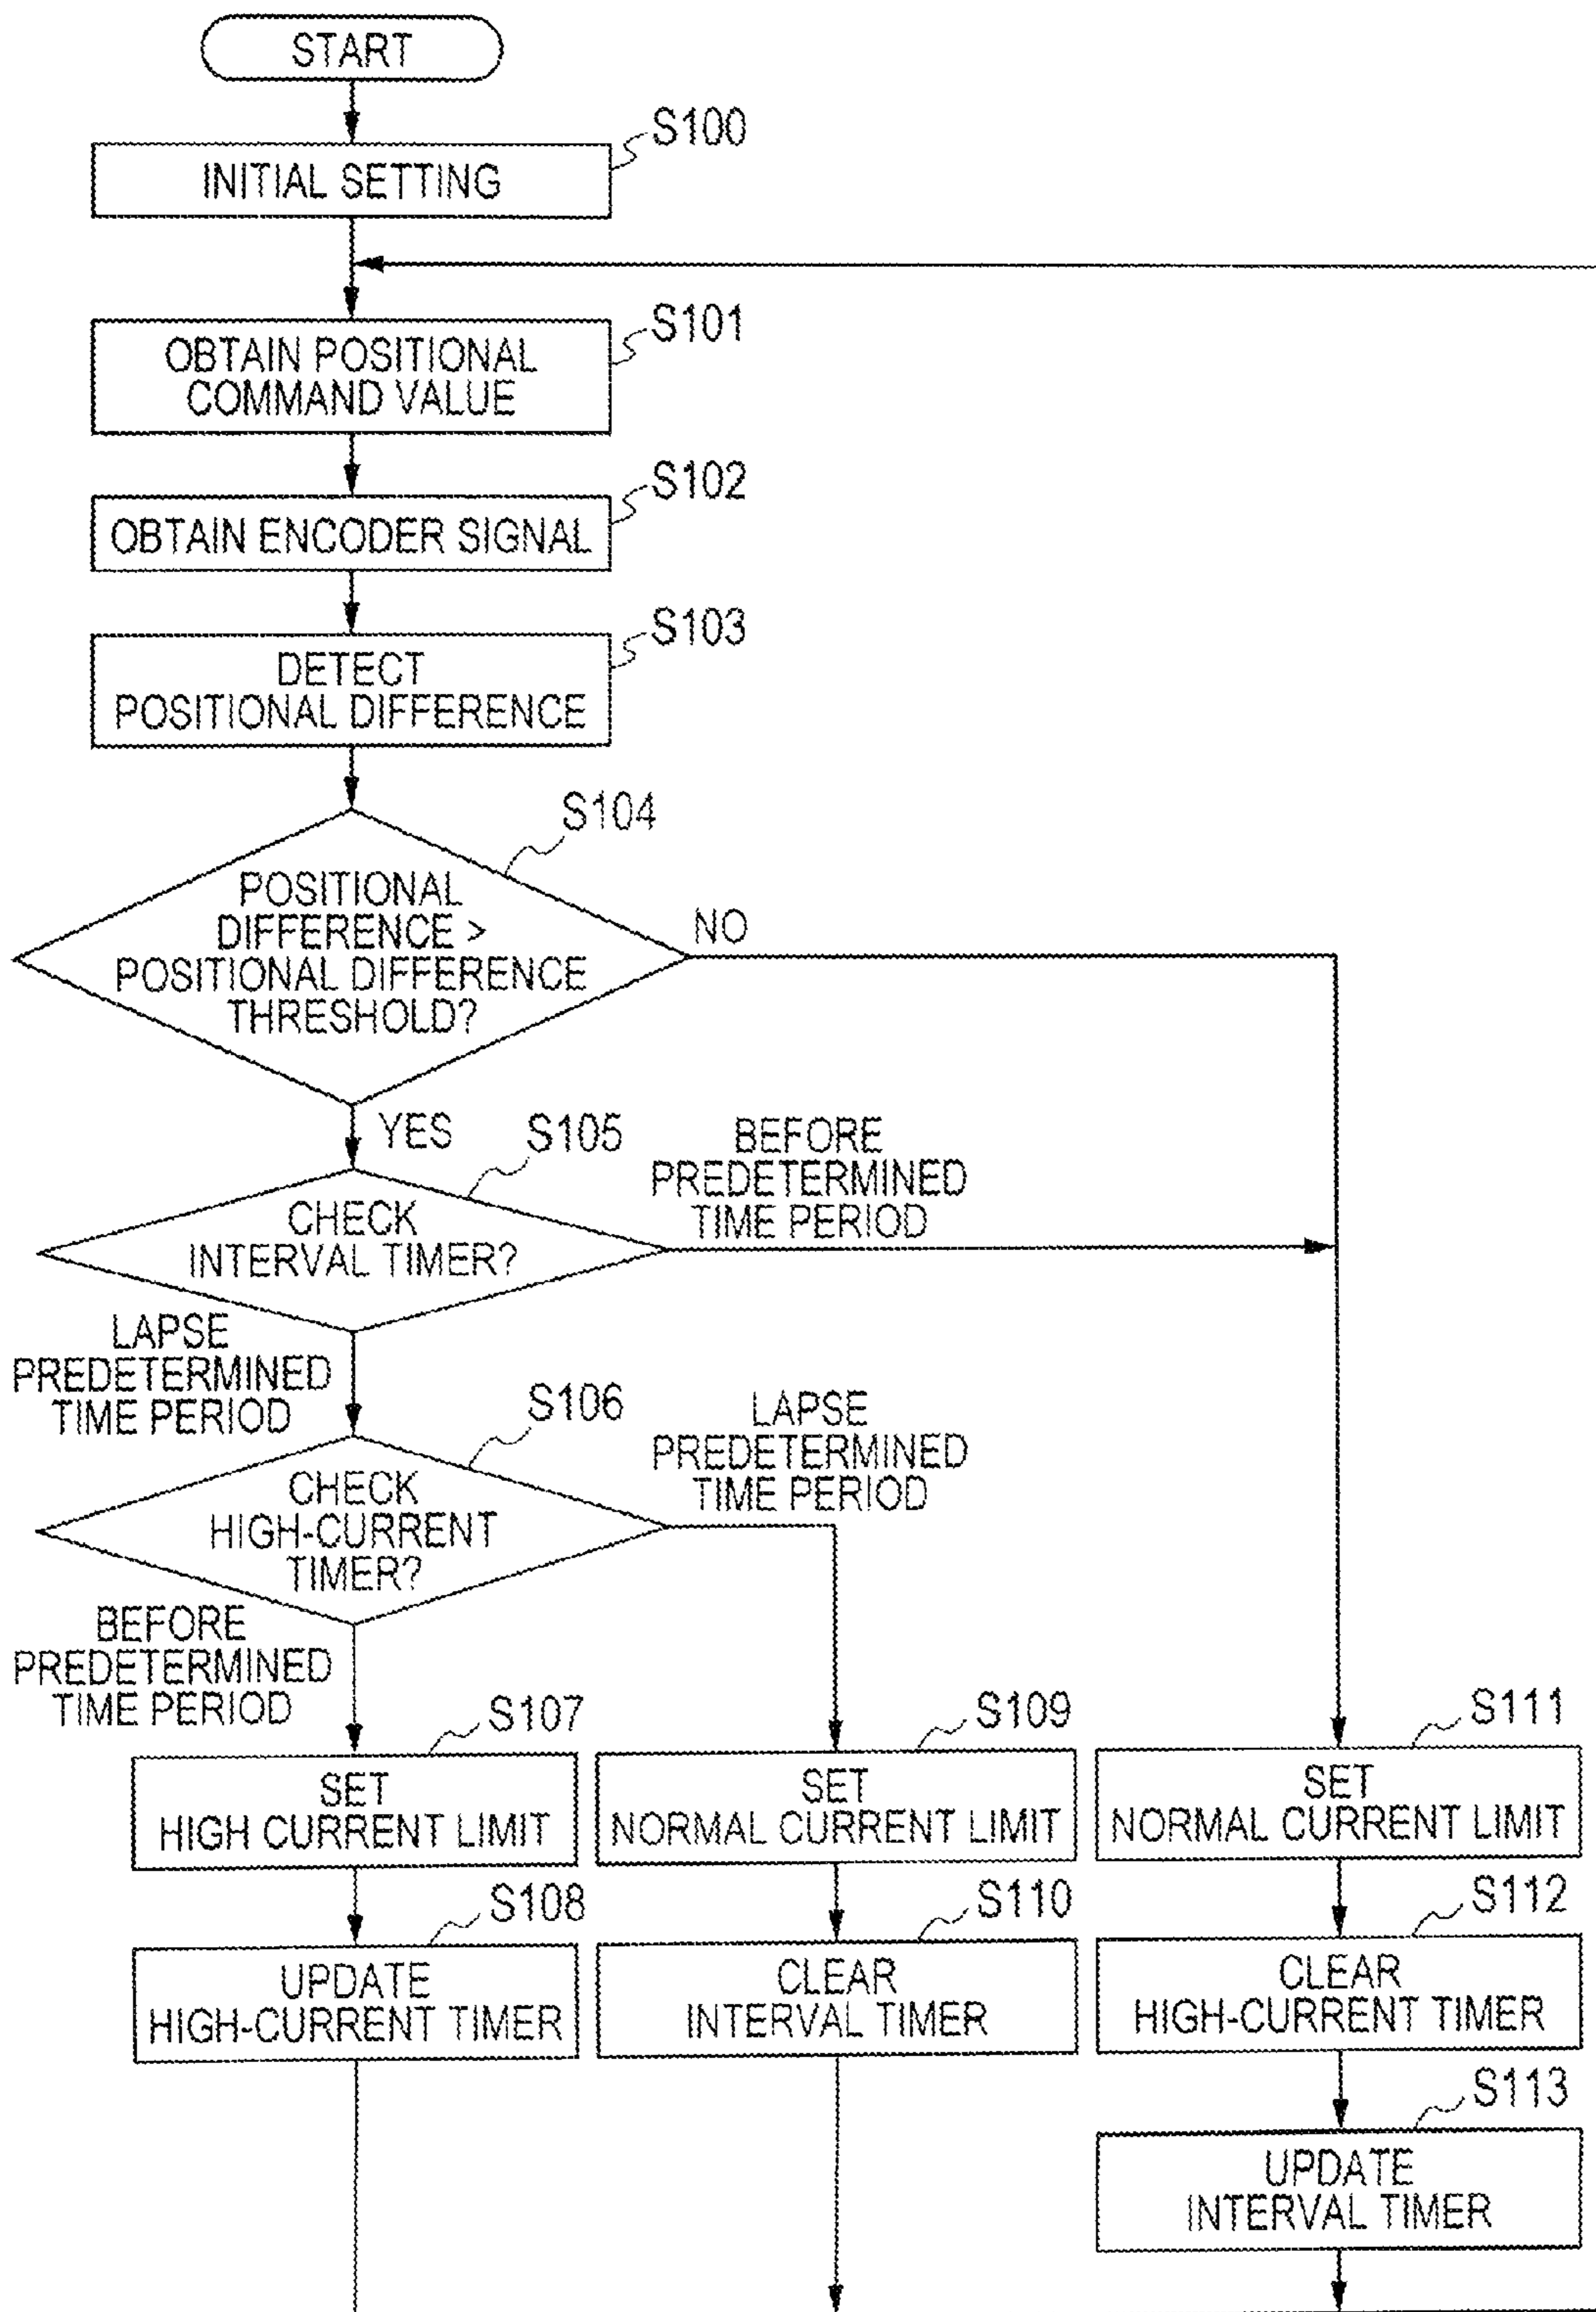 START
S100
INITIAL SETTING
S101
OBTAIN POSITIONAL
COMMAND VALUE
S102
OBTAIN ENCODER SIGNAL
S103
DETECT
POSITIONAL DIFFERENCE
S104
POSITIONAL
DIFFERENCE >
POSITIONAL DIFFERENCE
THRESHOLD?
NO
YES
S105
CHECK
INTERVAL TIMER?
BEFORE
PREDETERMINED
TIME PERIOD
LAPSE
PREDETERMINED
TIME PERIOD
S106
CHECK
HIGH-CURRENT
TIMER?
LAPSE
PREDETERMINED
TIME PERIOD
BEFORE
PREDETERMINED
TIME PERIOD
S107
SET
HIGH CURRENT LIMIT
S108
UPDATE
HIGH-CURRENT TIMER
S109
SET
NORMAL CURRENT LIMIT
S110
CLEAR
INTERVAL TIMER
S111
SET
NORMAL CURRENT LIMIT
S112
CLEAR
HIGH-CURRENT TIMER
S113
UPDATE
INTERVAL TIMER